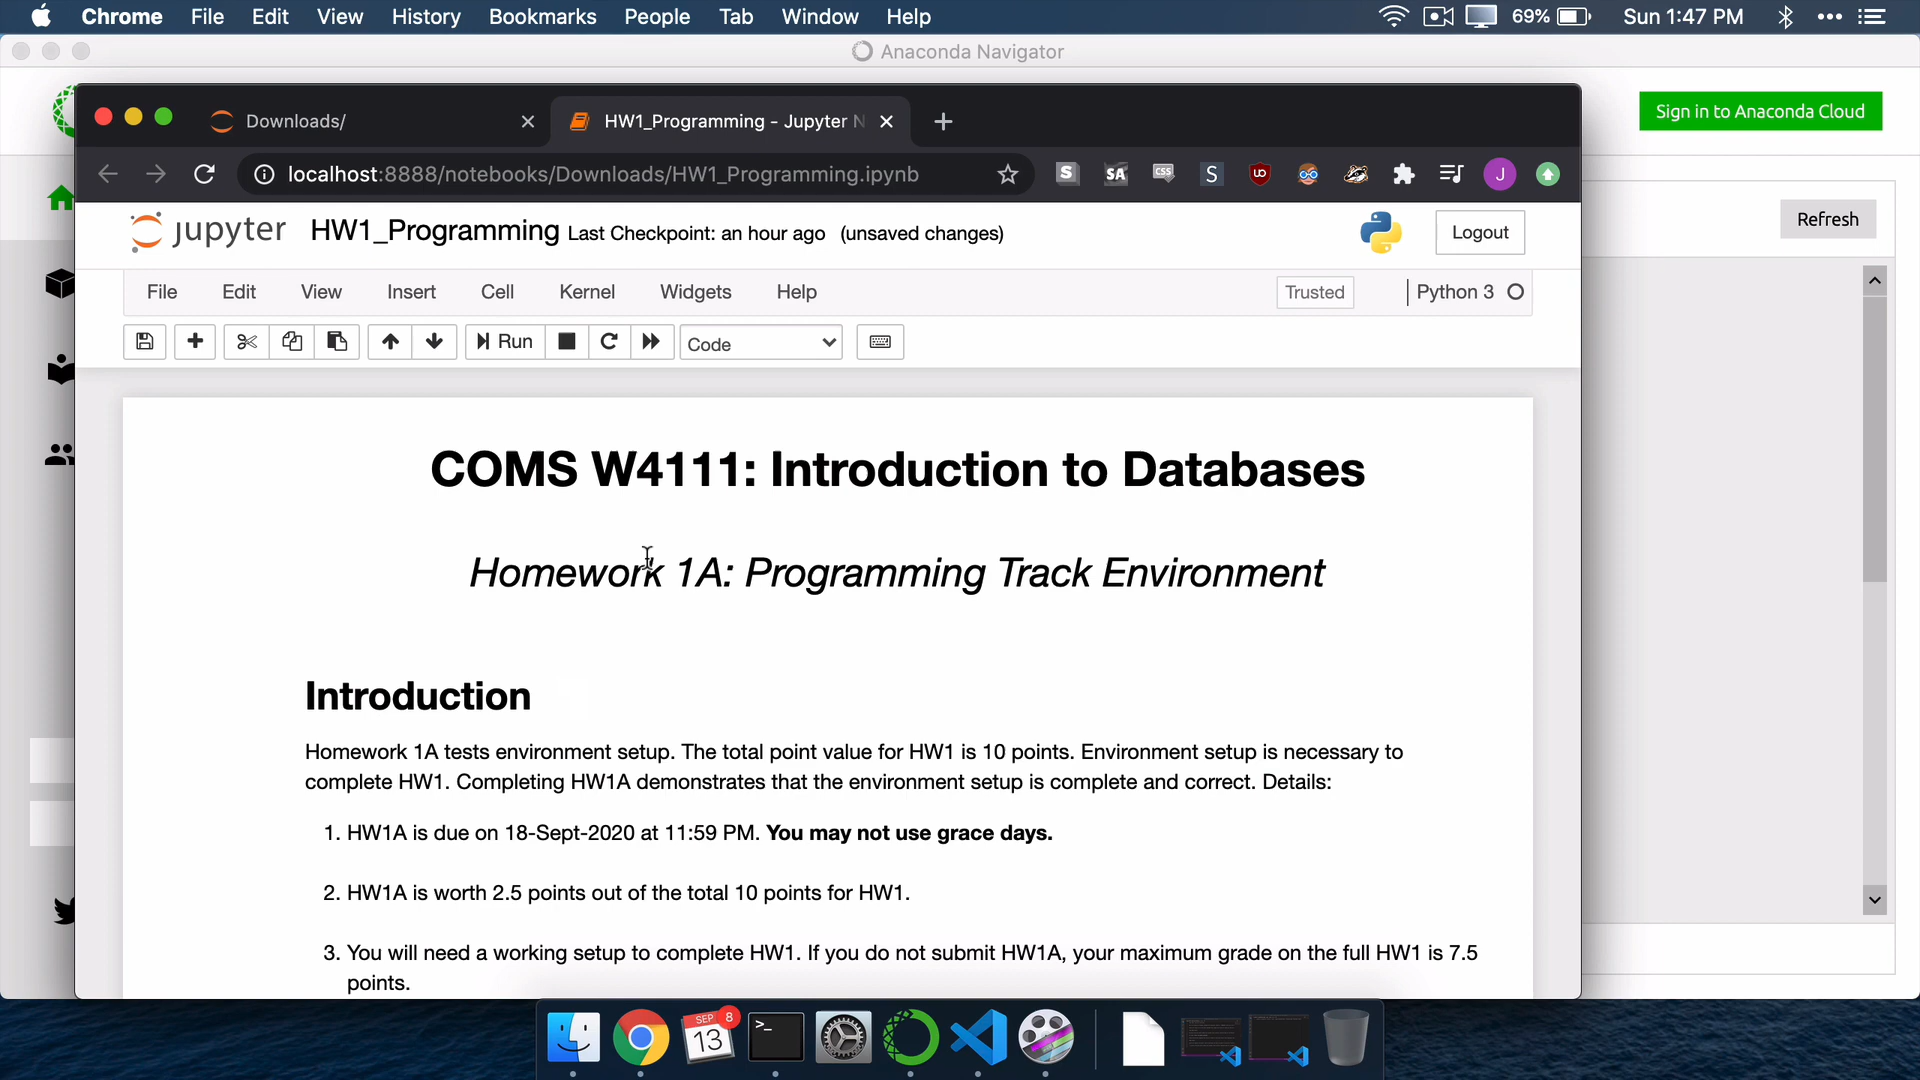 Chrome File Edit View History Bookmarks People Tab Window Help 69% Sun 1:47 PM
Anaconda Navigator
Downloads/ HW1_Programming - Jupyter N
Sign in to Anaconda Cloud
localhost:8888/notebooks/Downloads/HW1_Programming.ipynb S SA CSS S J
jupyter HW1_Programming Last Checkpoint: an hour ago (unsaved changes) Logout
Refresh
File Edit View Insert Cell Kernel Widgets Help Trusted Python 3
Run Code
COMS W4111: Introduction to Databases
Homework 1A: Programming Track Environment
Introduction
Homework 1A tests environment setup. The total point value for HW1 is 10 points. Environment setup is necessary to
complete HW1. Completing HW1A demonstrates that the environment setup is complete and correct. Details:
1. HW1A is due on 18-Sept-2020 at 11:59 PM. You may not use grace days.
2. HW1A is worth 2.5 points out of the total 10 points for HW1.
3. You will need a working setup to complete HW1. If you do not submit HW1A, your maximum grade on the full HW1 is 7.5
points.
SEP 8
13